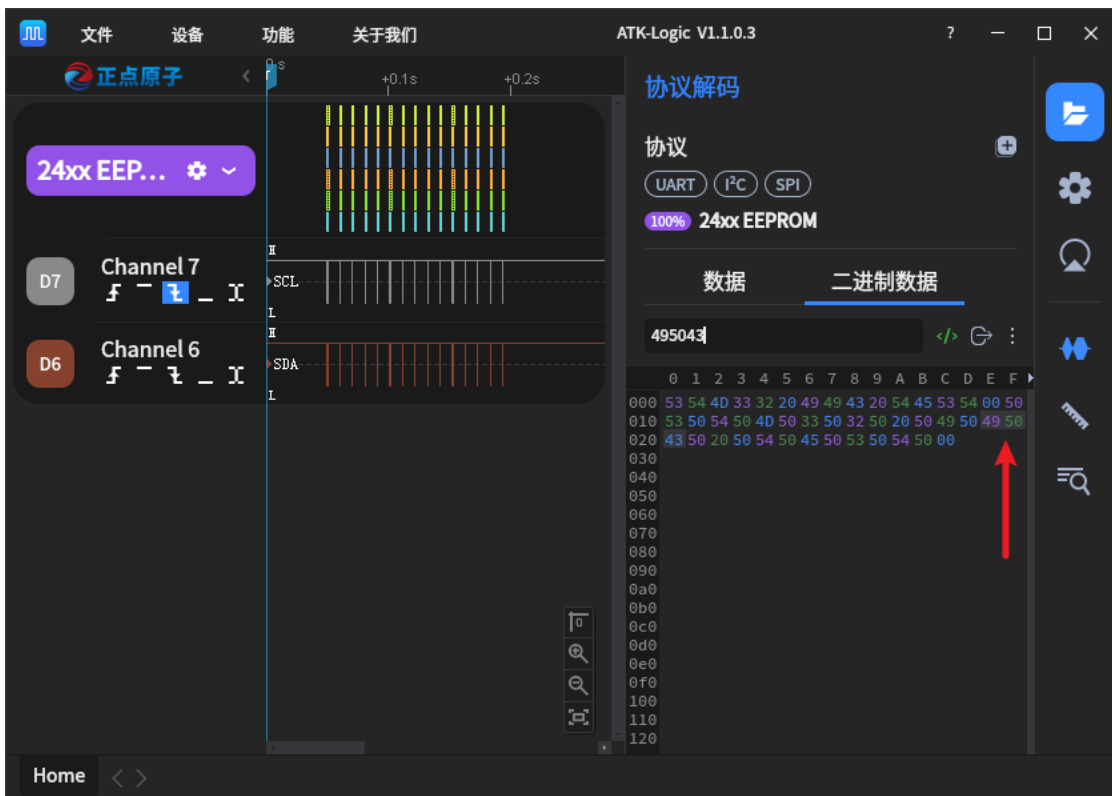 文件 设备 功能 关于我们 ATK-Logic V1.1.0.3 ?
正点原子
0 s +0.1s +0.2s
24xx EEP...
D7 Channel 7
H
SCL
L
D6 Channel 6
H
SDA
L
协议解码
协议
UART I²C SPI
100% 24xx EEPROM
数据 二进制数据
495043 </>
0 1 2 3 4 5 6 7 8 9 A B C D E F
000 53 54 4D 33 32 20 49 49 43 20 54 45 53 54 00 50
010 53 50 54 50 4D 50 33 50 32 50 20 50 49 50 49 50
020 43 50 20 50 54 50 45 50 53 50 54 50 00
030
040
050
060
070
080
090
0a0
0b0
0c0
0d0
0e0
0f0
100
110
120
Home